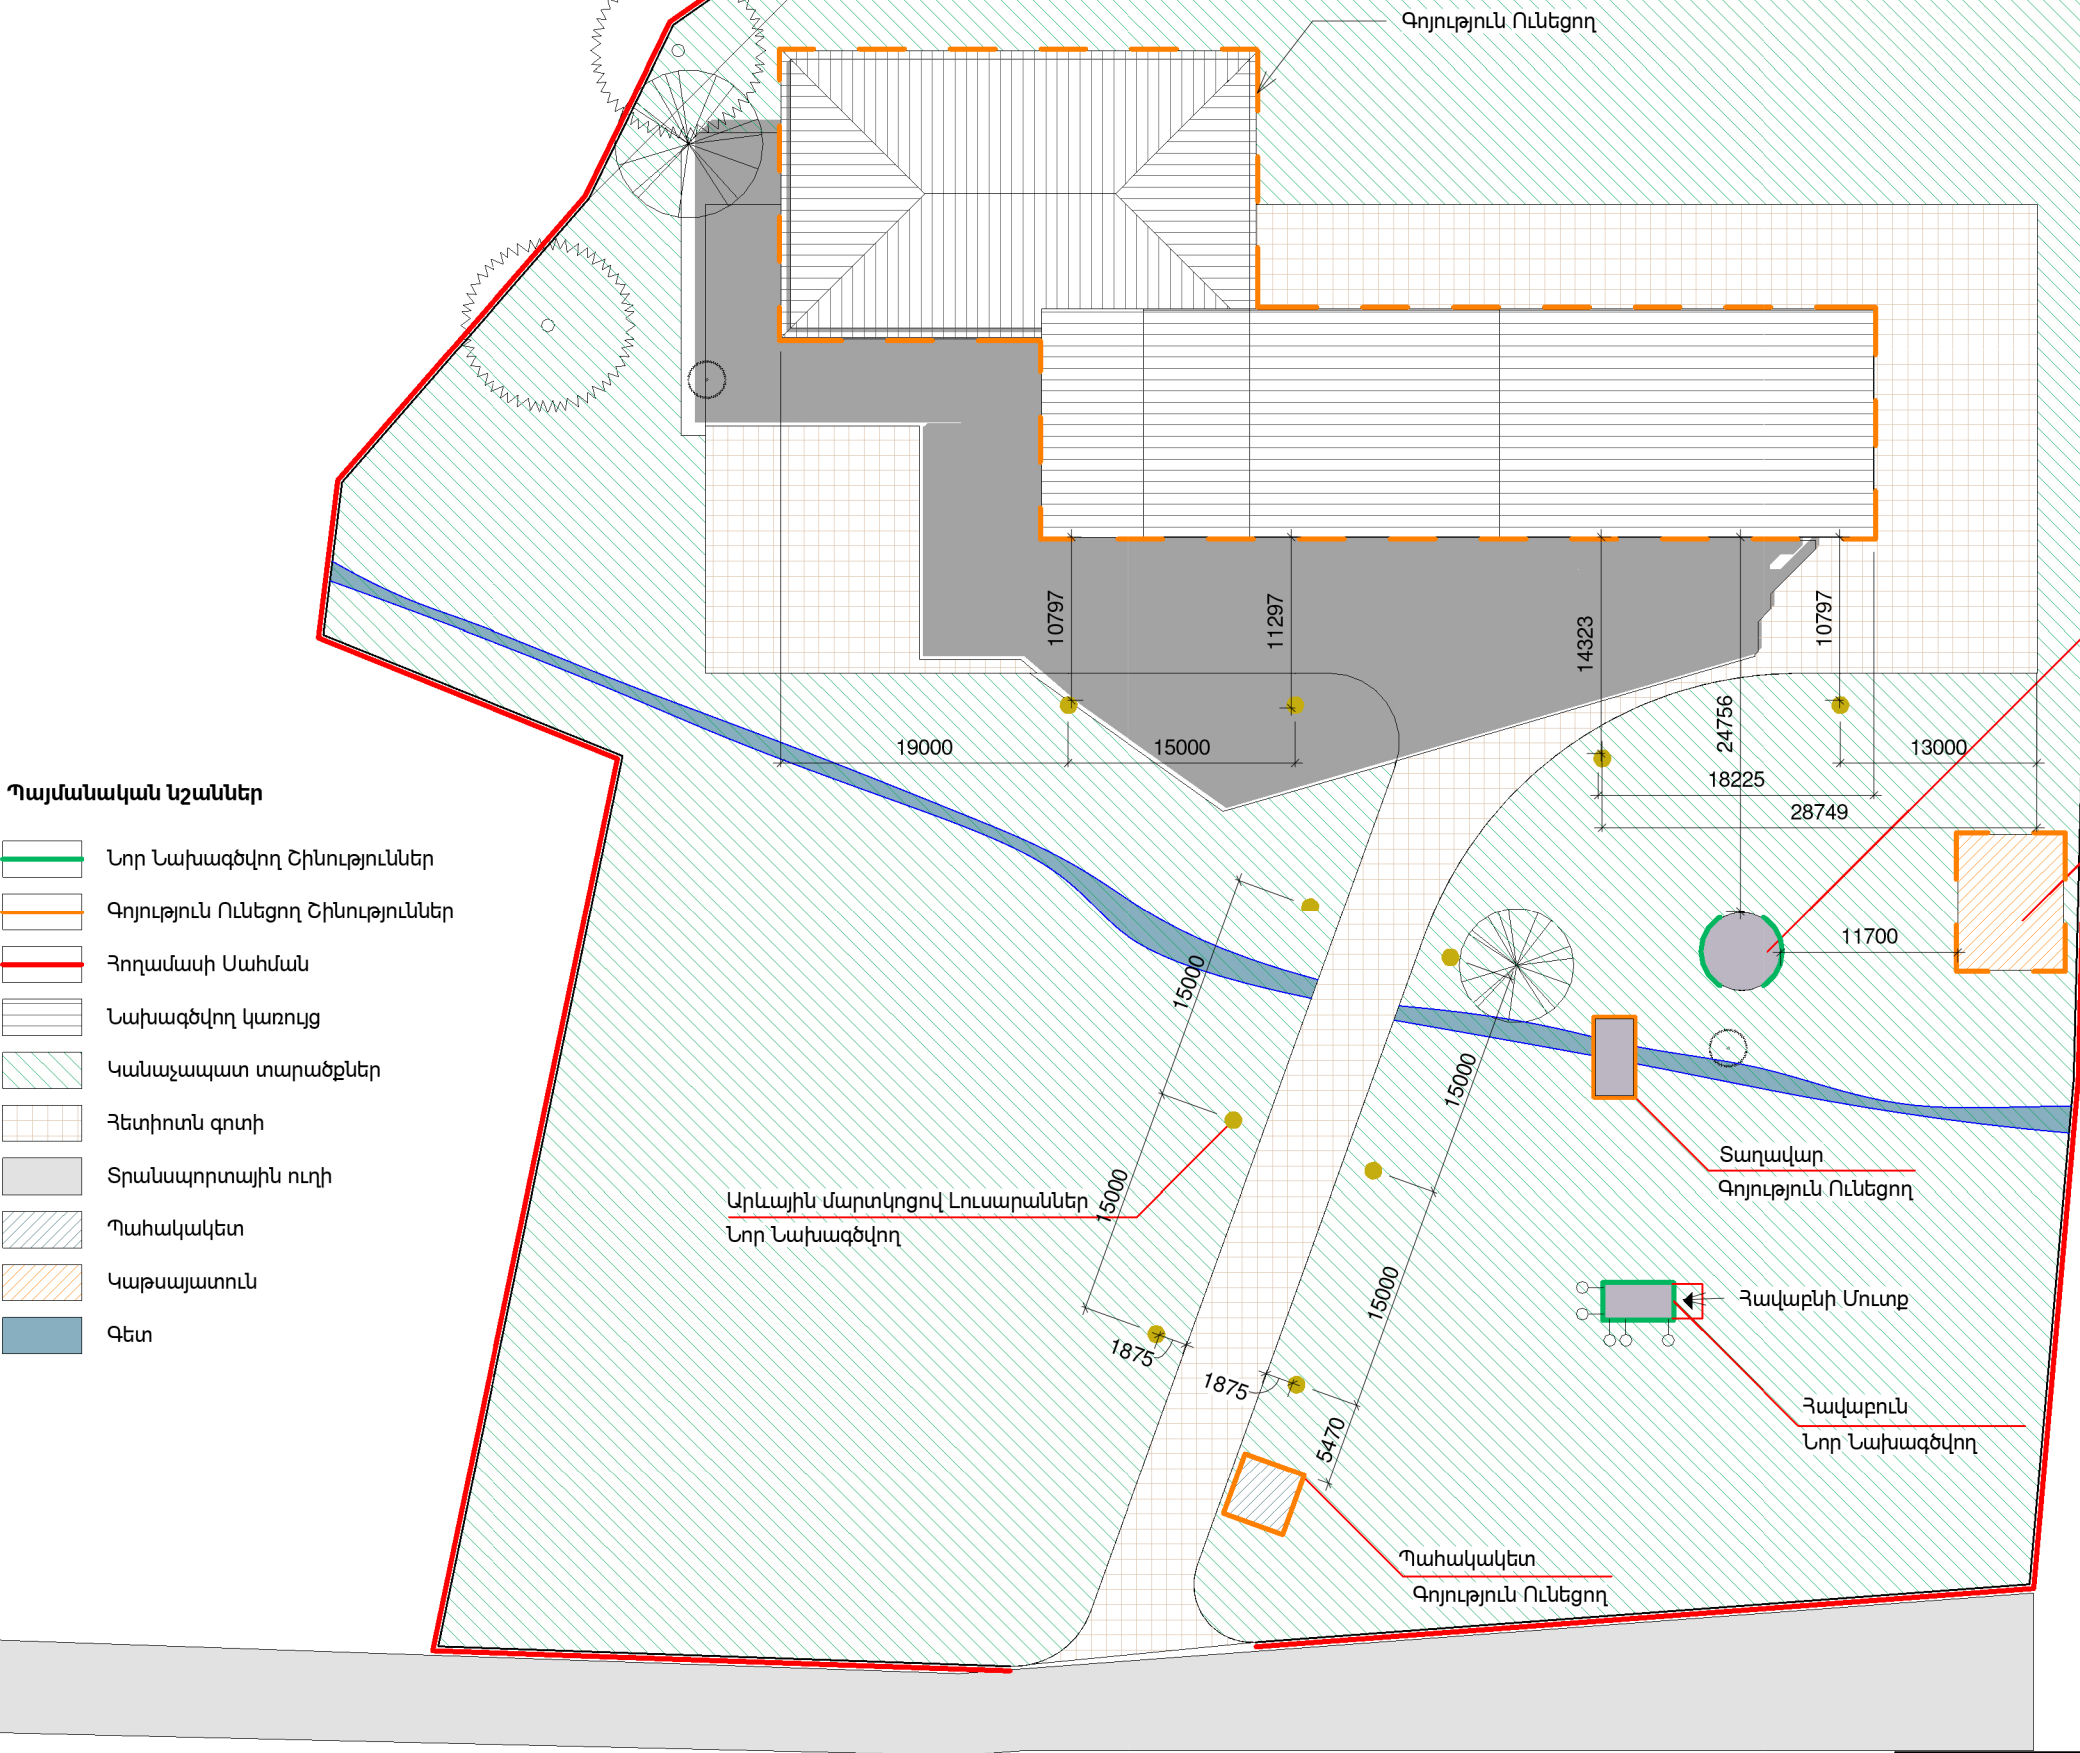 Գոյություն Ունեցող
10797
11297
14323
10797
24756
19000
15000
13000
18225
28749
11700
Պայմանական նշաններ
Նոր Նախագծվող Շինություններ
Գոյություն Ունեցող Շինություններ
Հողամասի Սահման
Նախագծվող կառույց
Կանաչապատ տարածքներ
Հետիոտն գոտի
Տրանսպորտային ուղի
Պահակակետ
Կաթսայատուն
Գետ
15000
15000
15000
15000
Արևային մարտկոցով Լուսարաններ
Նոր Նախագծվող
Տաղավար
Գոյություն Ունեցող
Հավաբնի Մուտք
1875
1875
5470
Հավաբուն
Նոր Նախագծվող
Պահակակետ
Գոյություն Ունեցող